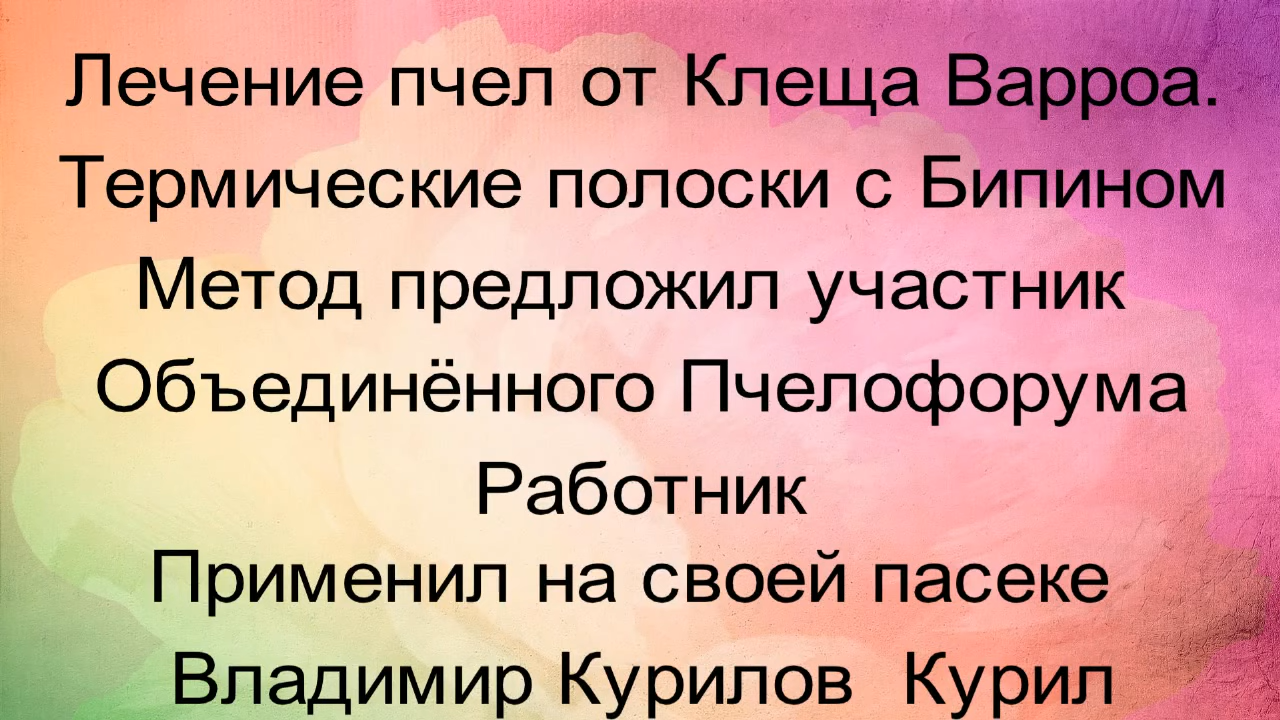 Лечение пчел от Клеща Варроа.
Термические полоски с Бипином
Метод предложил участник
Объединённого Пчелофорума
Работник
Применил на своей пасеке
Владимир Курилов Курил